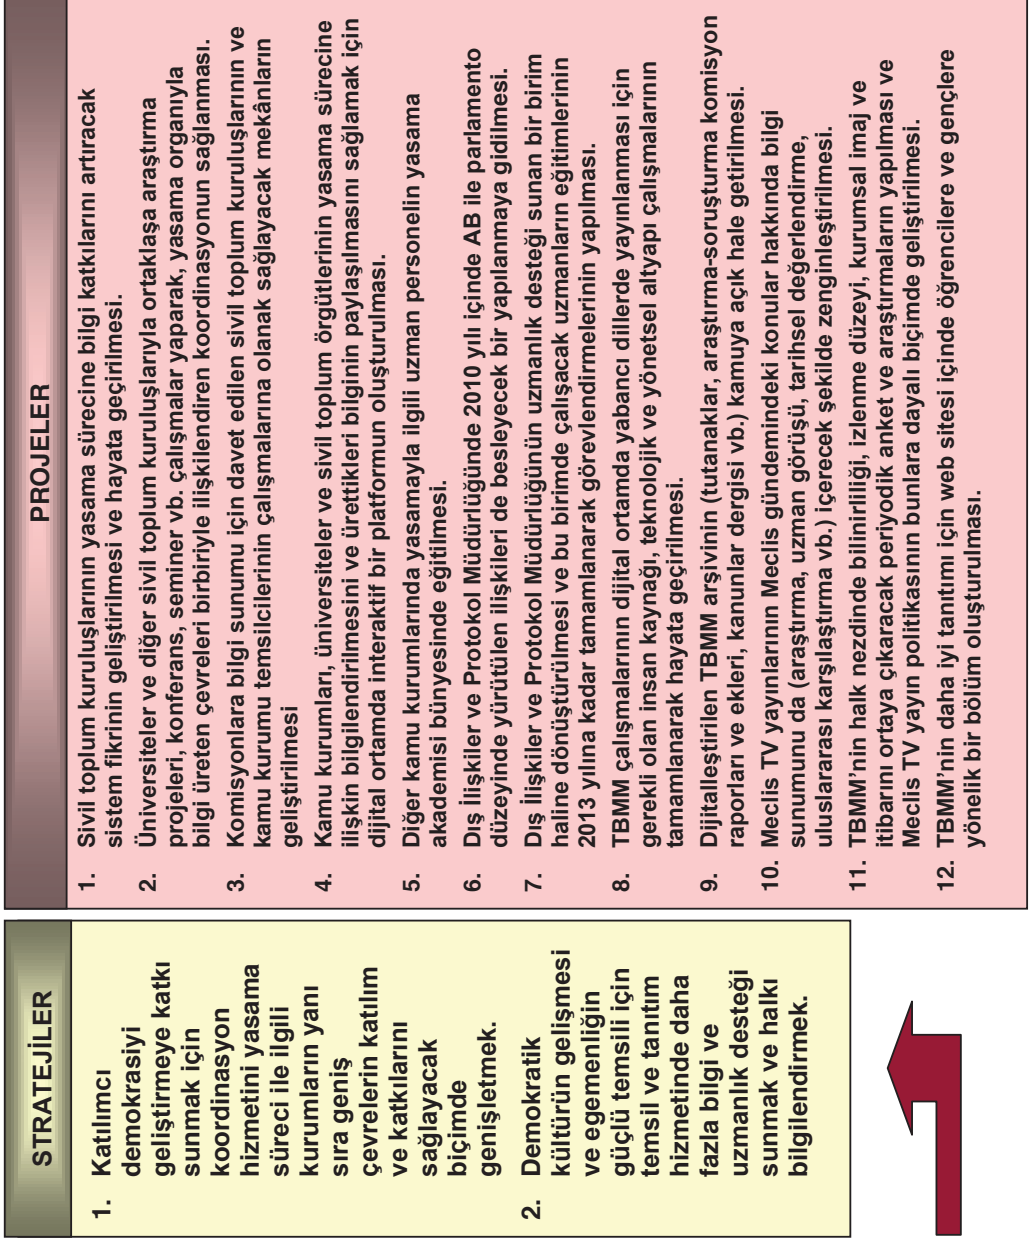 STRATEJİLER
1. Katılımcı
demokrasiyi
geliştirmeye katkı
sunmak için
koordinasyon
hizmetini yasama
süreci ile ilgili
kurumların yanı
sıra geniş
çevrelerin katılım
ve katkılarını
sağlayacak
biçimde
genişletmek.
2. Demokratik
kültürün gelişmesi
ve egemenliğin
güçlü temsili için
temsil ve tanıtım
hizmetinde daha
fazla bilgi ve
uzmanlık desteği
sunmak ve halkı
bilgilendirmek.
PROJELER
1. Sivil toplum kuruluşlarının yasama sürecine bilgi katkılarını artıracak
sistem fikrinin geliştirilmesi ve hayata geçirilmesi.
2. Üniversiteler ve diğer sivil toplum kuruluşlarıyla ortaklaşa araştırma
projeleri, konferans, seminer vb. çalışmalar yaparak, yasama organıyla
bilgi üreten çevreleri birbiriyle ilişkilendiren koordinasyonun sağlanması.
3. Komisyonlara bilgi sunumu için davet edilen sivil toplum kuruluşlarının ve
kamu kurumu temsilcilerinin çalışmalarına olanak sağlayacak mekânların
geliştirilmesi
4. Kamu kurumları, üniversiteler ve sivil toplum örgütlerinin yasama sürecine
ilişkin bilgilendirilmesini ve ürettikleri bilginin paylaşılmasını sağlamak için
dijital ortamda interaktif bir platformun oluşturulması.
5. Diğer kamu kurumlarında yasamayla ilgili uzman personelin yasama
akademisi bünyesinde eğitilmesi.
6. Dış İlişkiler ve Protokol Müdürlüğünde 2010 yılı içinde AB ile parlamento
düzeyinde yürütülen ilişkileri de besleyecek bir yapılanmaya gidilmesi.
7. Dış İlişkiler ve Protokol Müdürlüğünün uzmanlık desteği sunan bir birim
haline dönüştürülmesi ve bu birimde çalışacak uzmanların eğitimlerinin
2013 yılına kadar tamamlanarak görevlendirmelerinin yapılması.
8. TBMM çalışmalarının dijital ortamda yabancı dillerde yayınlanması için
gerekli olan insan kaynağı, teknolojik ve yönetsel altyapı çalışmalarının
tamamlanarak hayata geçirilmesi.
9. Dijitalleştirilen TBMM arşivinin (tutanaklar, araştırma-soruşturma komisyon
raporları ve ekleri, kanunlar dergisi vb.) kamuya açık hale getirilmesi.
10. Meclis TV yayınlarının Meclis gündemindeki konular hakkında bilgi
sunumunu da (araştırma, uzman görüşü, tarihsel değerlendirme,
uluslararası karşılaştırma vb.) içerecek şekilde zenginleştirilmesi.
11. TBMM’nin halk nezdinde bilinirliliği, izlenme düzeyi, kurumsal imaj ve
itibarını ortaya çıkaracak periyodik anket ve araştırmaların yapılması ve
Meclis TV yayın politikasının bunlara dayalı biçimde geliştirilmesi.
12. TBMM’nin daha iyi tanıtımı için web sitesi içinde öğrencilere ve gençlere
yönelik bir bölüm oluşturulması.